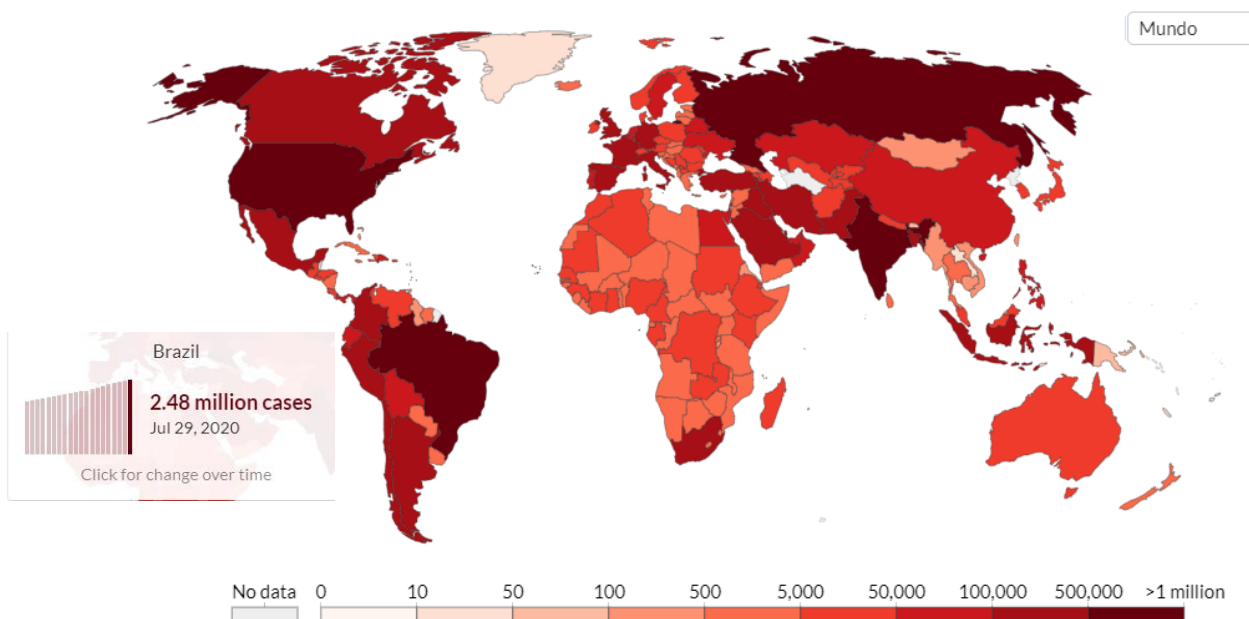 Mundo
Brazil
2.48 million cases
Jul 29, 2020
Click for change over time
No data 0 10 50 100 500 5,000 50,000 100,000 500,000 >1 million